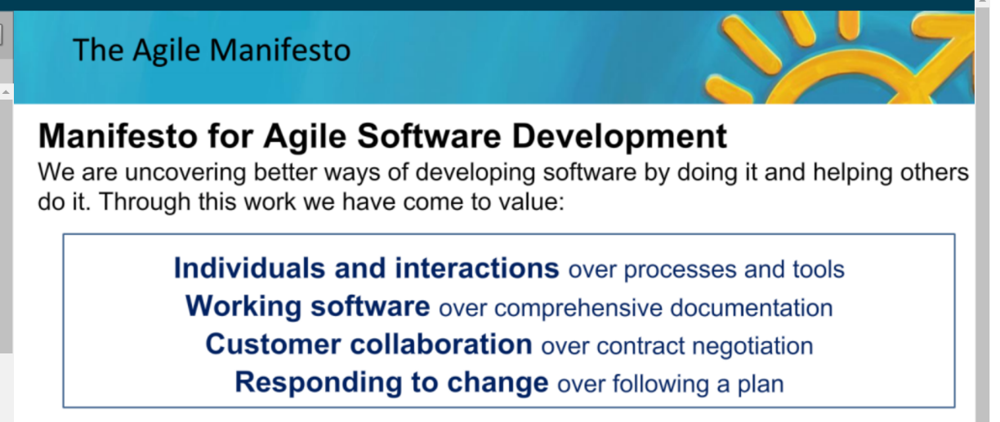 The Agile Manifesto
Manifesto for Agile Software Development
We are uncovering better ways of developing software by doing it and helping others
do it. Through this work we have come to value:
Individuals and interactions over processes and tools
Working software over comprehensive documentation
Customer collaboration over contract negotiation
Responding to change over following a plan